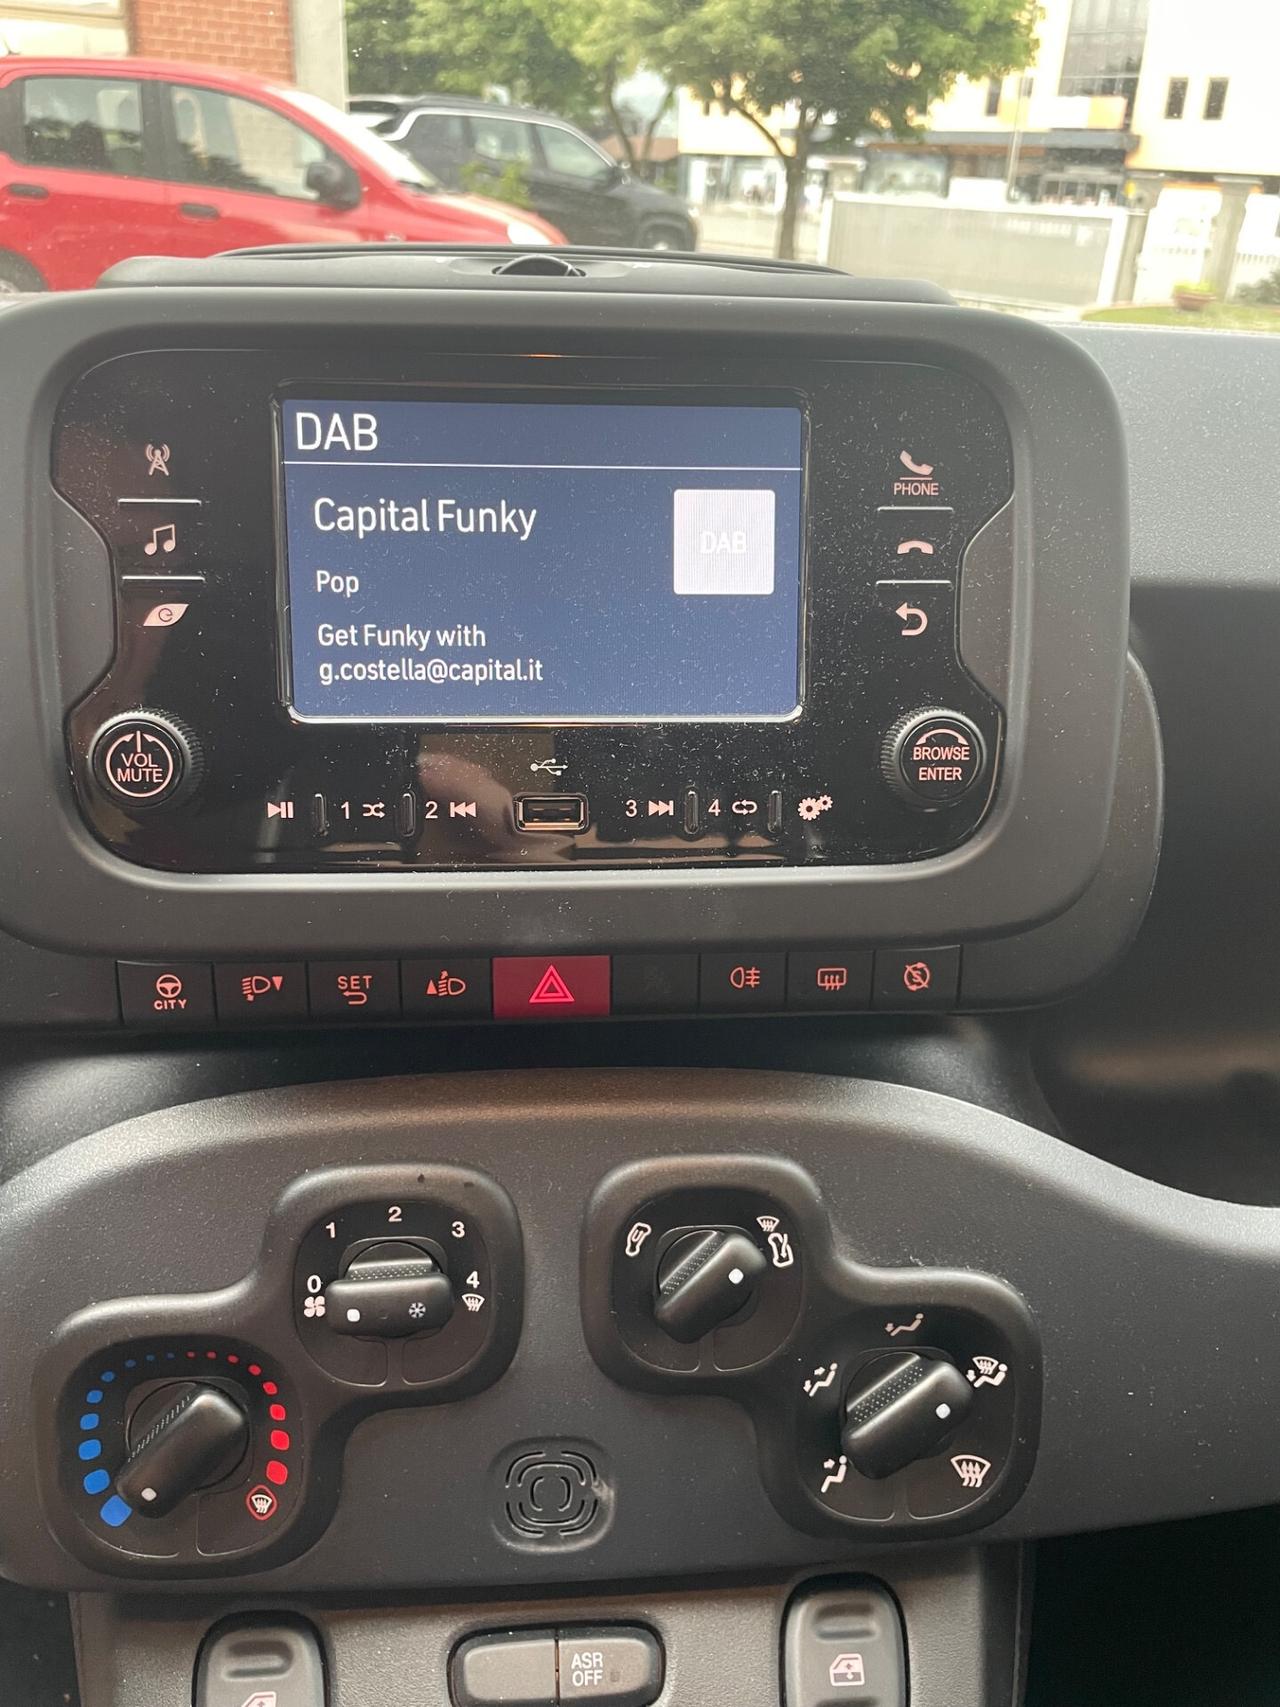 DAB
Capital Funky
DAB
Pop
Get Funky with
g.costella@capital.it
PHONE
VOL
MUTE
BROWSE
ENTER
1 2 3 4
CITY
SET
0 1 2 3 4
ASR
OFF